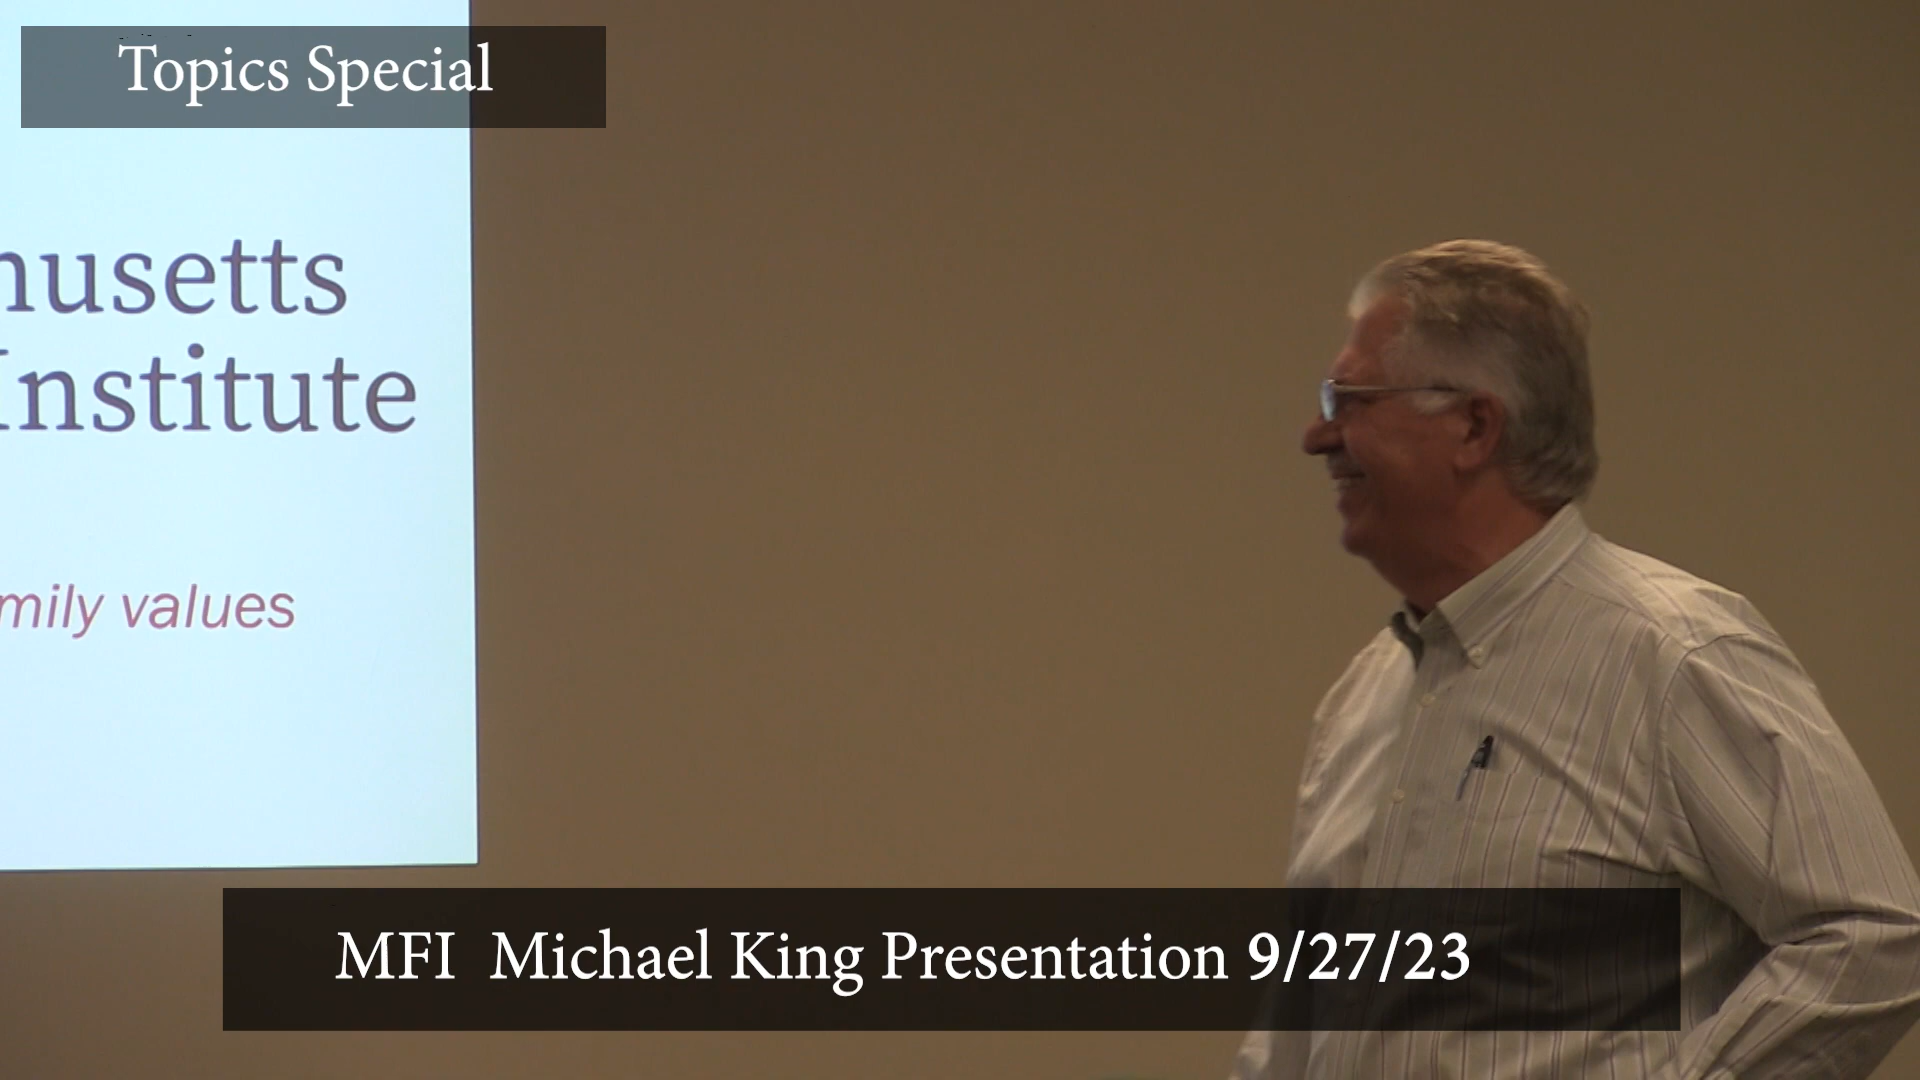 Topics Special
husetts
Institute
mily values
MFI Michael King Presentation 9/27/23